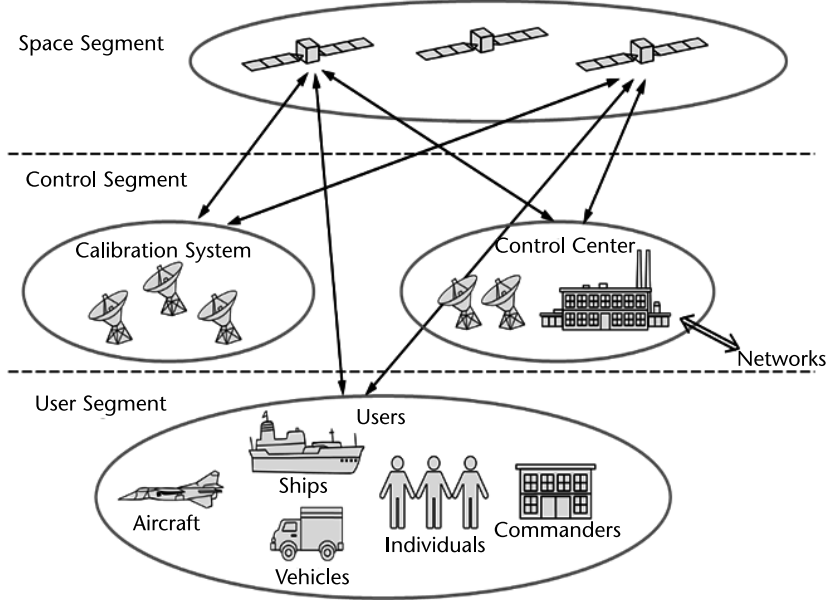 Space Segment
Control Segment
Calibration System
Control Center
Networks
User Segment
Users
Ships
Aircraft
Individuals
Commanders
Vehicles